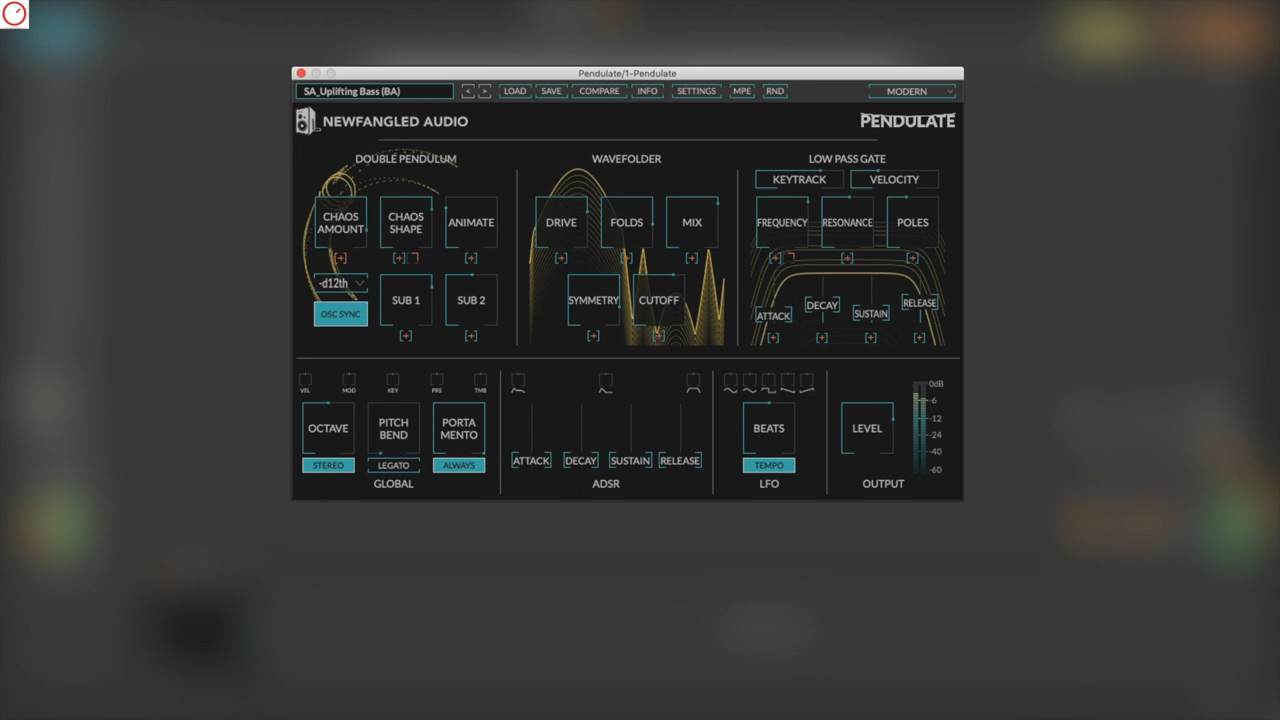 Pendulate/1-Pendulate
SA_Uplifting Bass (BA) < > LOAD SAVE COMPARE INFO SETTINGS MPE RND MODERN
NEWFANGLED AUDIO PENDULATE
DOUBLE PENDULUM WAVEFOLDER LOW PASS GATE
KEYTRACK VELOCITY
CHAOS AMOUNT CHAOS SHAPE ANIMATE DRIVE FOLDS MIX FREQUENCY RESONANCE POLES
[+] [+] [+] [+] [+] [+] [+] [+] [+]
-d12th
OSC SYNC SUB 1 SUB 2 SYMMETRY CUTOFF ATTACK DECAY SUSTAIN RELEASE
[+] [+] [+] [+] [+] [+] [+] [+]
VEL MOD KEY PRS TMB
OCTAVE PITCH BEND PORTA MENTO BEATS LEVEL
0dB
-6
-12
-24
-40
-60
ATTACK DECAY SUSTAIN RELEASE
STEREO LEGATO ALWAYS TEMPO
GLOBAL ADSR LFO OUTPUT